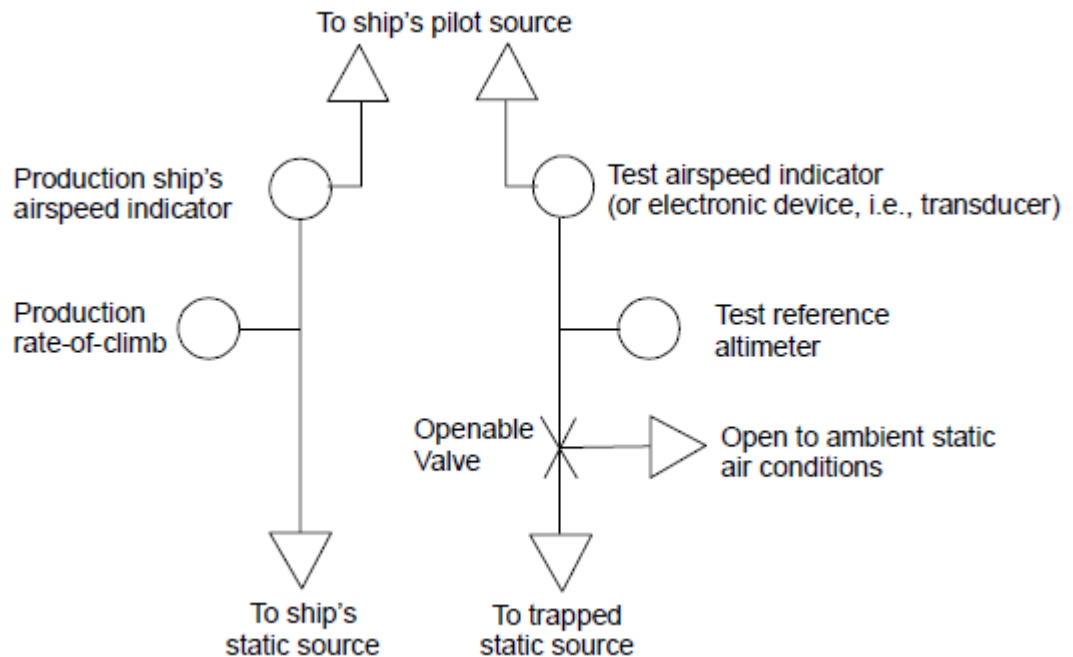 To ship's pilot source
Production ship's
airspeed indicator
Test airspeed indicator
(or electronic device, i.e., transducer)
Production
rate-of-climb
Test reference
altimeter
Openable
Valve
Open to ambient static
air conditions
To ship's
static source
To trapped
static source